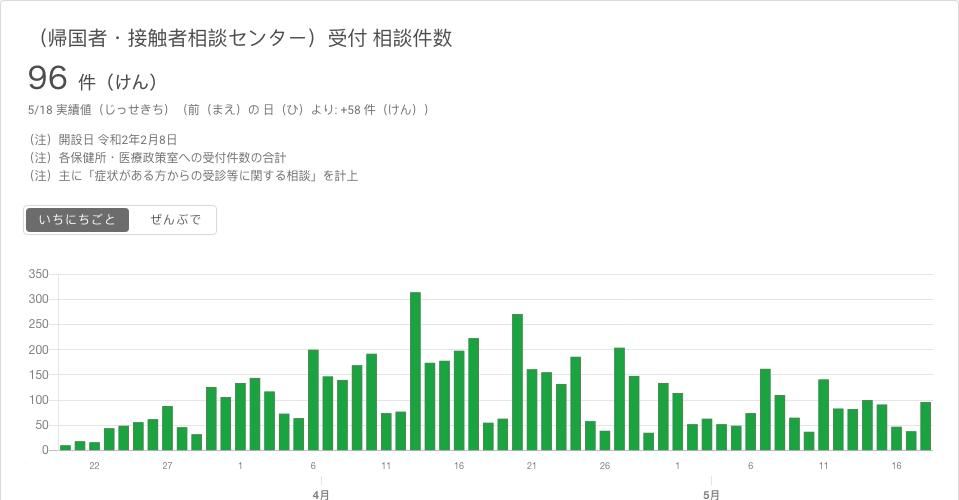 （帰国者・接触者相談センター）受付 相談件数
96 件（けん）
5/18 実績値（じっせきち）（前（まえ）の 日（ひ）より: +58 件（けん））
（注）開設日 令和2年2月8日
（注）各保健所・医療政策室への受付件数の合計
（注）主に「症状がある方からの受診等に関する相談」を計上
いちにちごと ぜんぶで
350
300
250
200
150
100
50
0
22 27 1 6 11 16 21 26 1 6 11 16
4月 5月